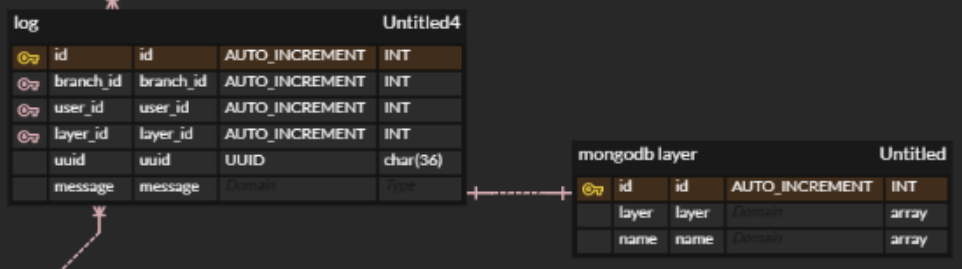 log Untitled4
id id AUTO_INCREMENT INT
branch_id branch_id AUTO_INCREMENT INT
user_id user_id AUTO_INCREMENT INT
layer_id layer_id AUTO_INCREMENT INT
uuid uuid UUID char(36)
message message Domain Type
mongodb layer Untitled
id id AUTO_INCREMENT INT
layer layer Domain array
name name Domain array